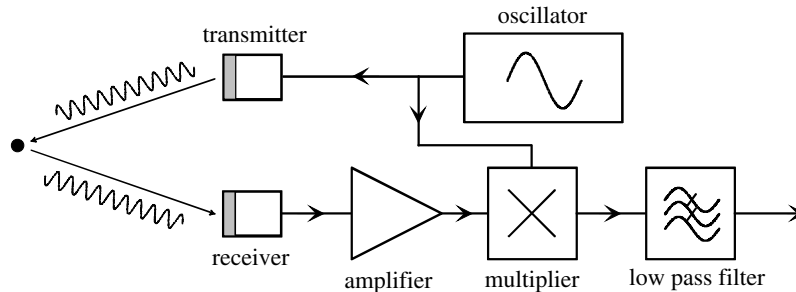 oscillator
transmitter
receiver
amplifier
multiplier
low pass filter